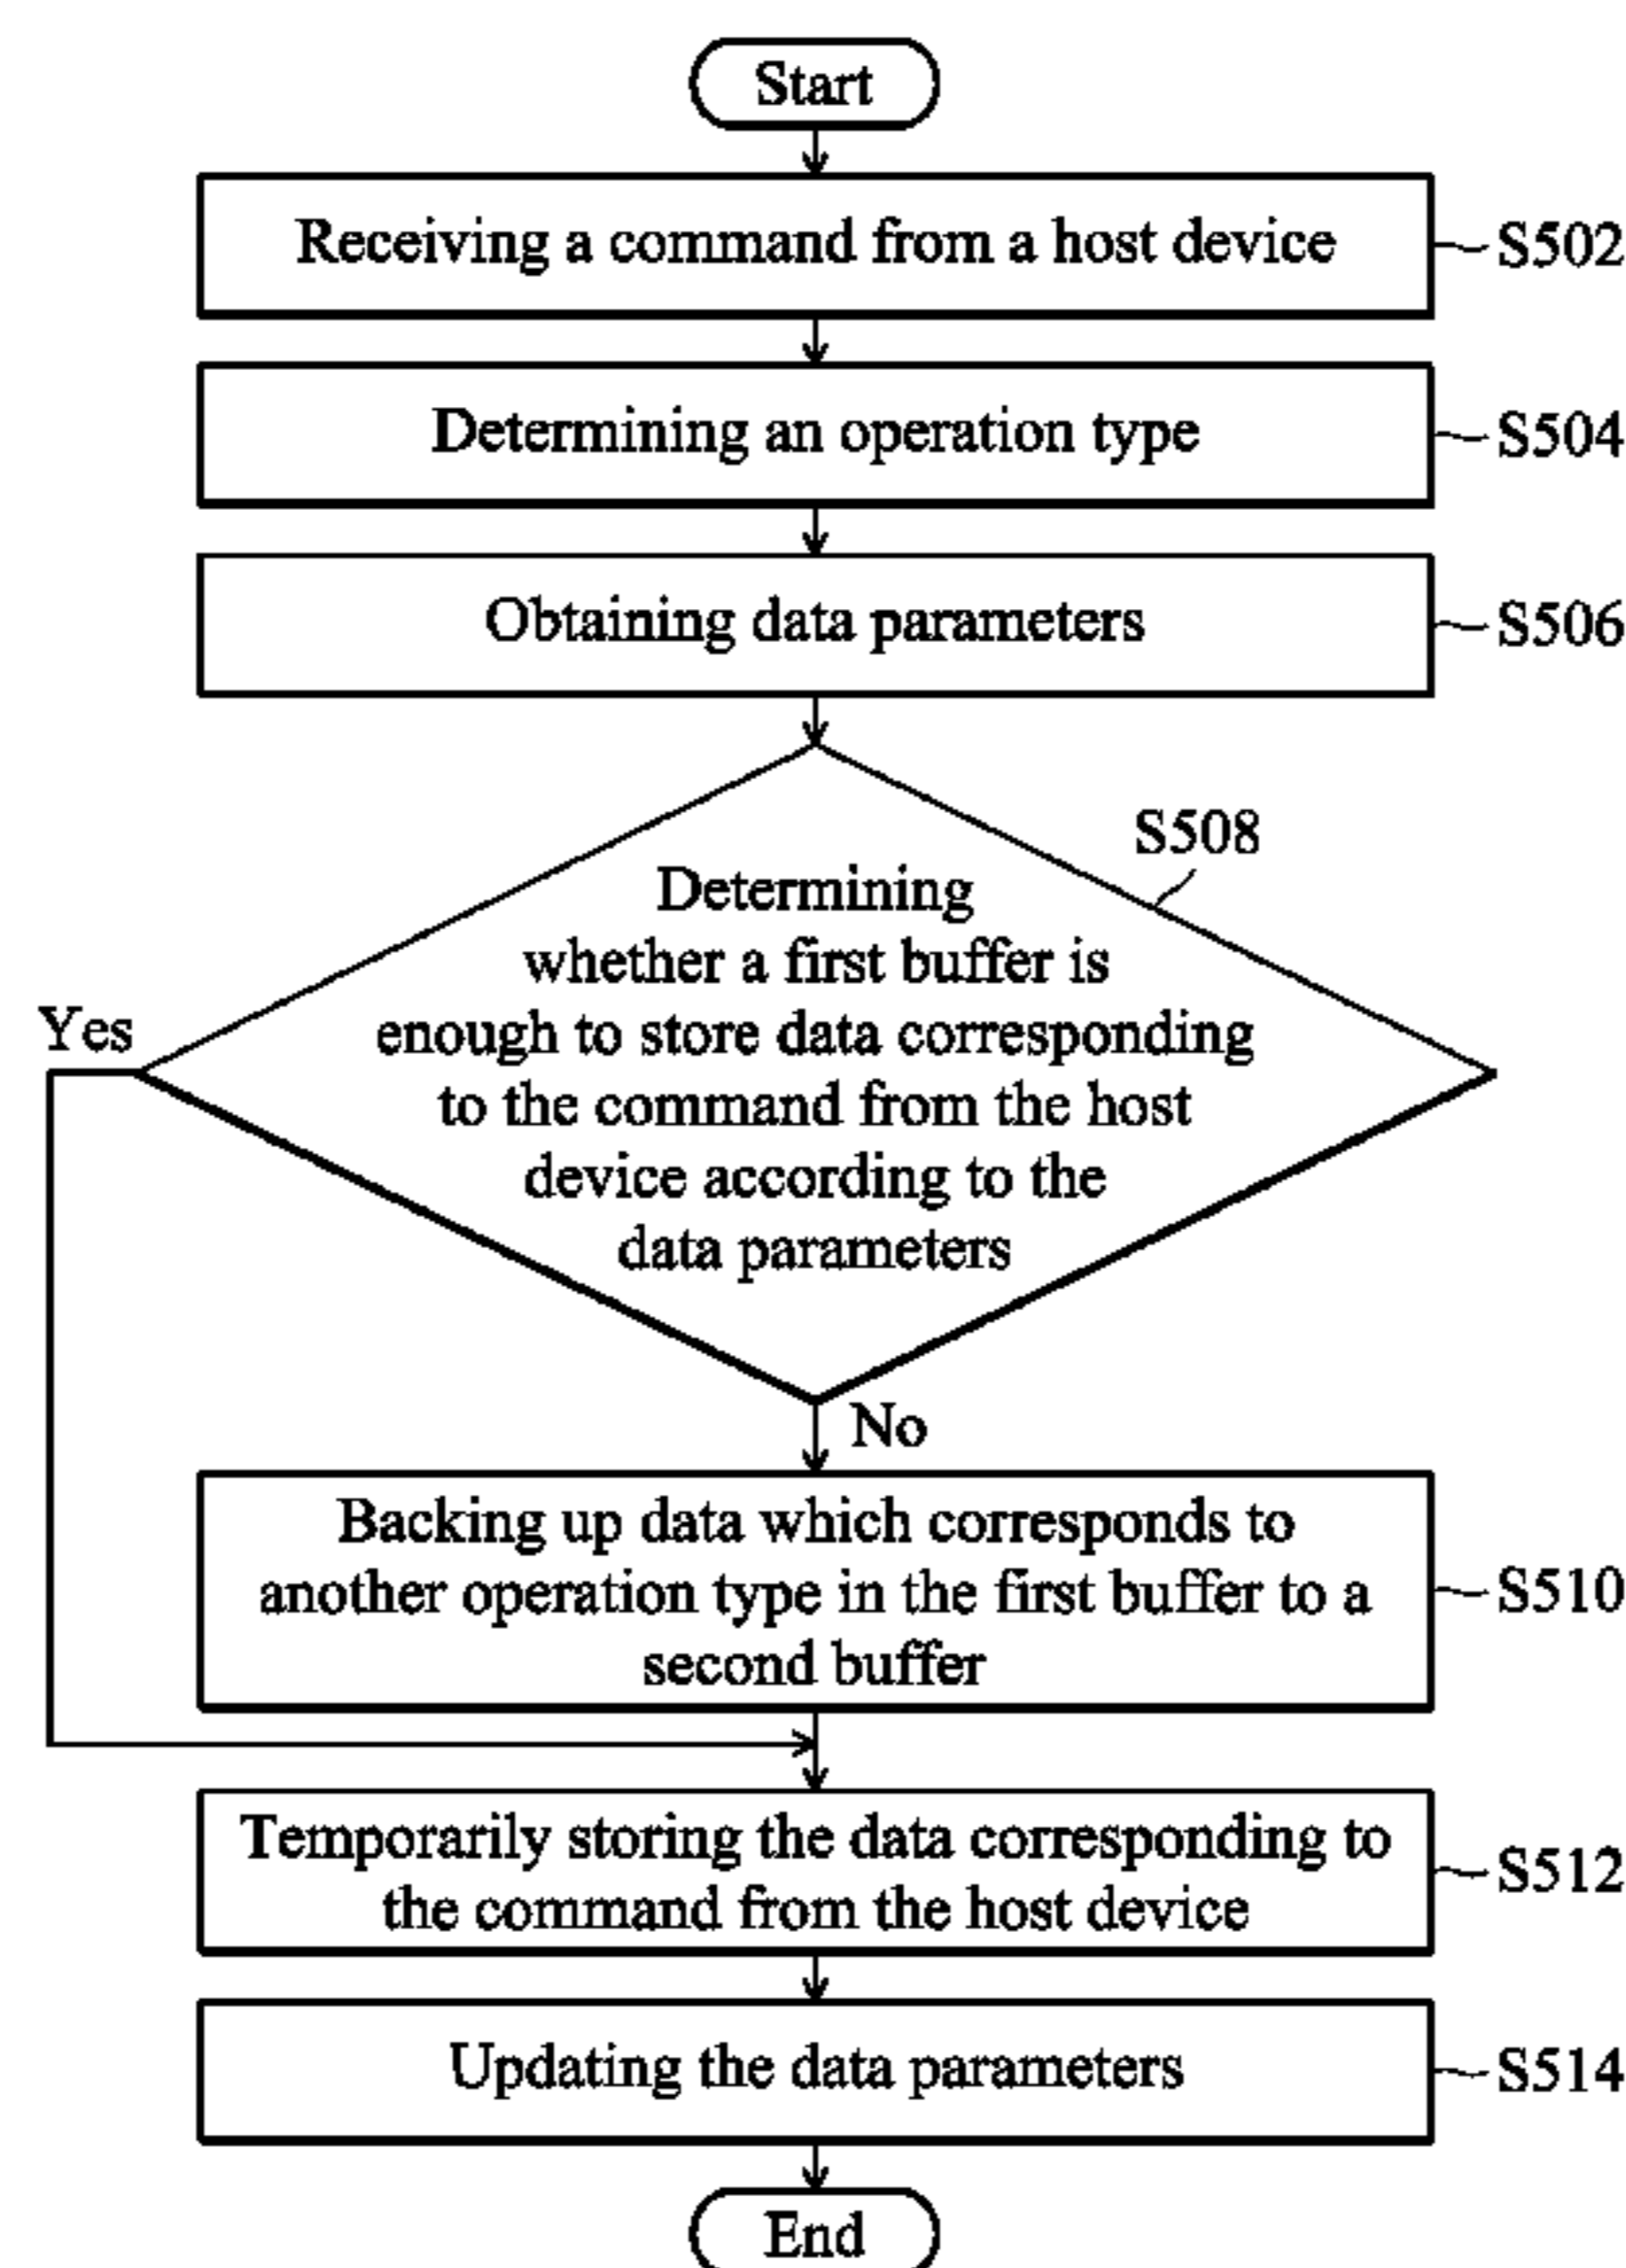 Start
Receiving a command from a host device
S502
Determining an operation type
S504
Obtaining data parameters
S506
S508
Determining
whether a first buffer is
enough to store data corresponding
to the command from the host
device according to the
data parameters
Yes
No
Backing up data which corresponds to
another operation type in the first buffer to a
second buffer
S510
Temporarily storing the data corresponding to
the command from the host device
S512
Updating the data parameters
S514
End